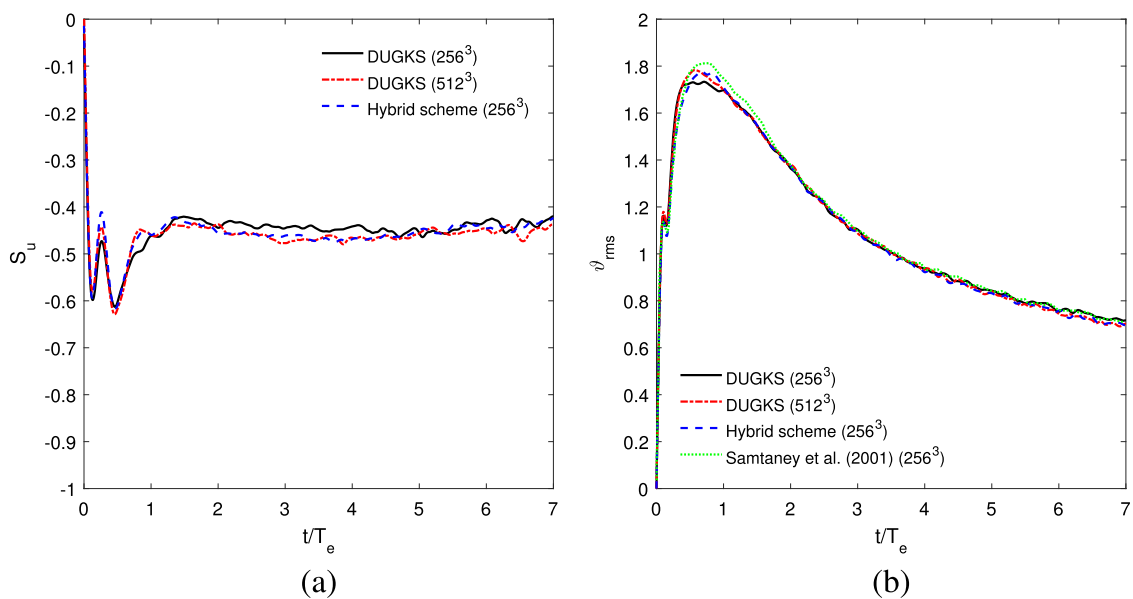 0
-0.1
-0.2
-0.3
-0.4
-0.5
-0.6
-0.7
-0.8
-0.9
-1
S_u
0 1 2 3 4 5 6 7
t/T_e
DUGKS (256^3)
DUGKS (512^3)
Hybrid scheme (256^3)
(a)
2
1.8
1.6
1.4
1.2
1
0.8
0.6
0.4
0.2
0
ϑ_rms
0 1 2 3 4 5 6 7
t/T_e
DUGKS (256^3)
DUGKS (512^3)
Hybrid scheme (256^3)
Samtaney et al. (2001) (256^3)
(b)